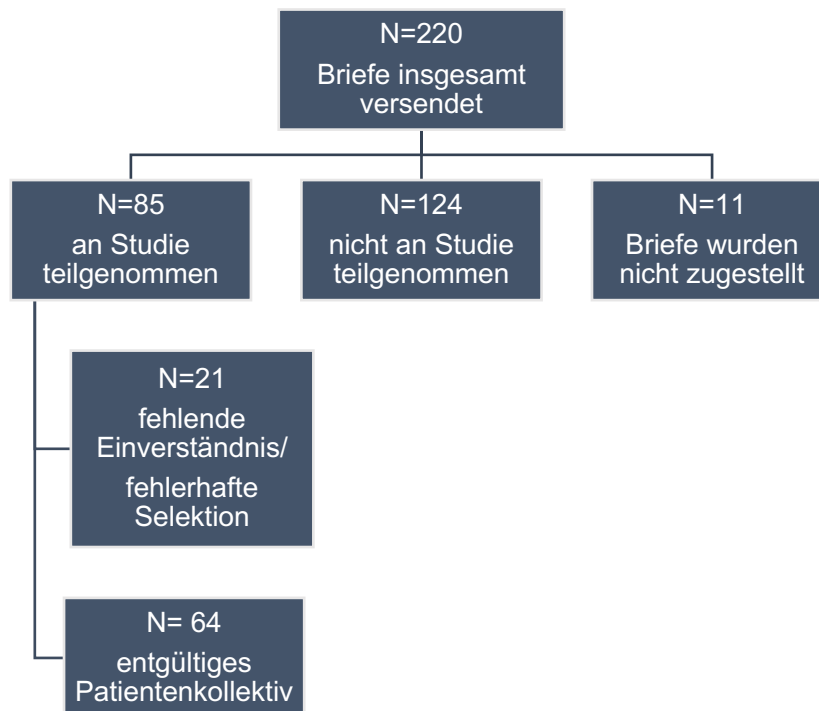 N=220
Briefe insgesamt
versendet
N=85
an Studie
teilgenommen
N=124
nicht an Studie
teilgenommen
N=11
Briefe wurden
nicht zugestellt
N=21
fehlende
Einverständnis/
fehlerhafte
Selektion
N= 64
entgültiges
Patientenkollektiv